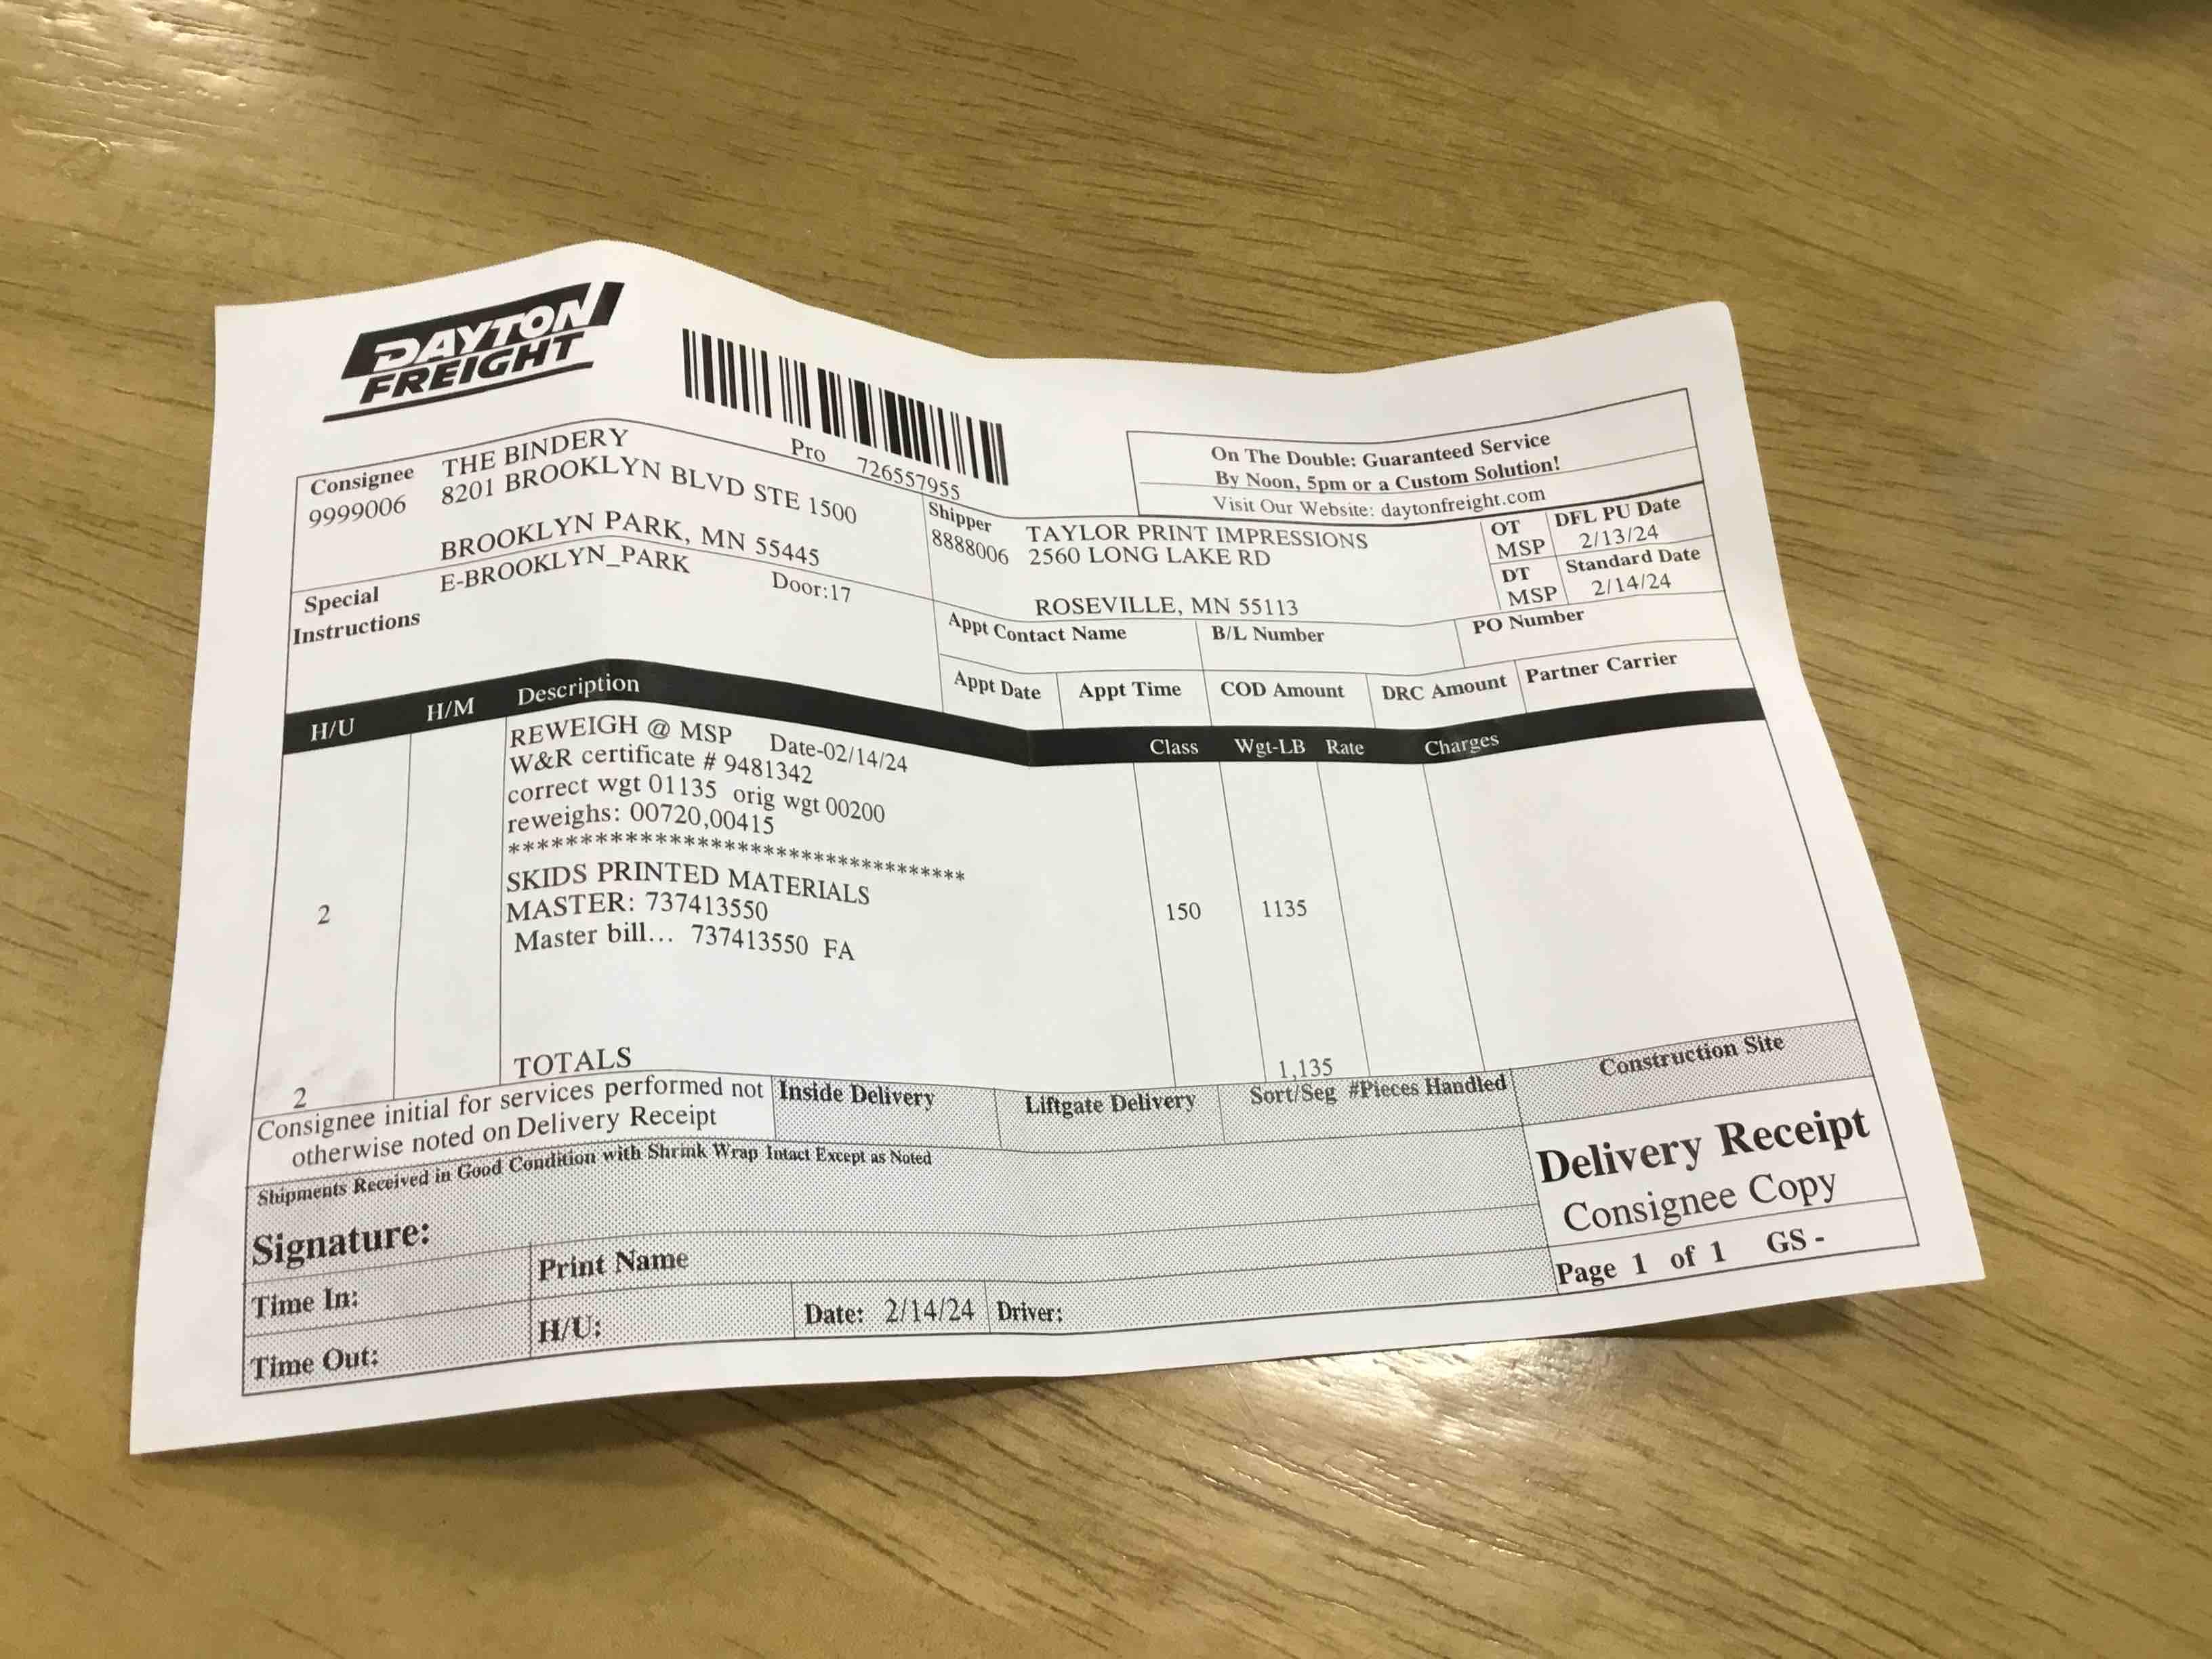 DAYTON
FREIGHT
Pro 726557955
On The Double: Guaranteed Service
By Noon, 5pm or a Custom Solution!
Visit Our Website: daytonfreight.com
Consignee THE BINDERY
9999006 8201 BROOKLYN BLVD STE 1500
BROOKLYN PARK, MN 55445
Shipper TAYLOR PRINT IMPRESSIONS
8888006 2560 LONG LAKE RD
ROSEVILLE, MN 55113
OT DFL PU Date
MSP 2/13/24
DT Standard Date
MSP 2/14/24
Special E-BROOKLYN_PARK Door:17
Instructions
Appt Contact Name B/L Number PO Number
Appt Date Appt Time COD Amount DRC Amount Partner Carrier
H/U H/M Description Class Wgt-LB Rate Charges
REWEIGH @ MSP Date-02/14/24
W&R certificate # 9481342
correct wgt 01135 orig wgt 00200
reweighs: 00720,00415
***********************************
SKIDS PRINTED MATERIALS
2 MASTER: 737413550 150 1135
Master bill... 737413550 FA
2 TOTALS 1,135
Consignee initial for services performed not
otherwise noted on Delivery Receipt
Inside Delivery Liftgate Delivery Sort/Seg #Pieces Handled Construction Site
Shipments Received in Good Condition with Shrink Wrap Intact Except as Noted
Signature:
Delivery Receipt
Consignee Copy
Time In: Print Name
Page 1 of 1 GS -
Time Out: H/U: Date: 2/14/24 Driver: